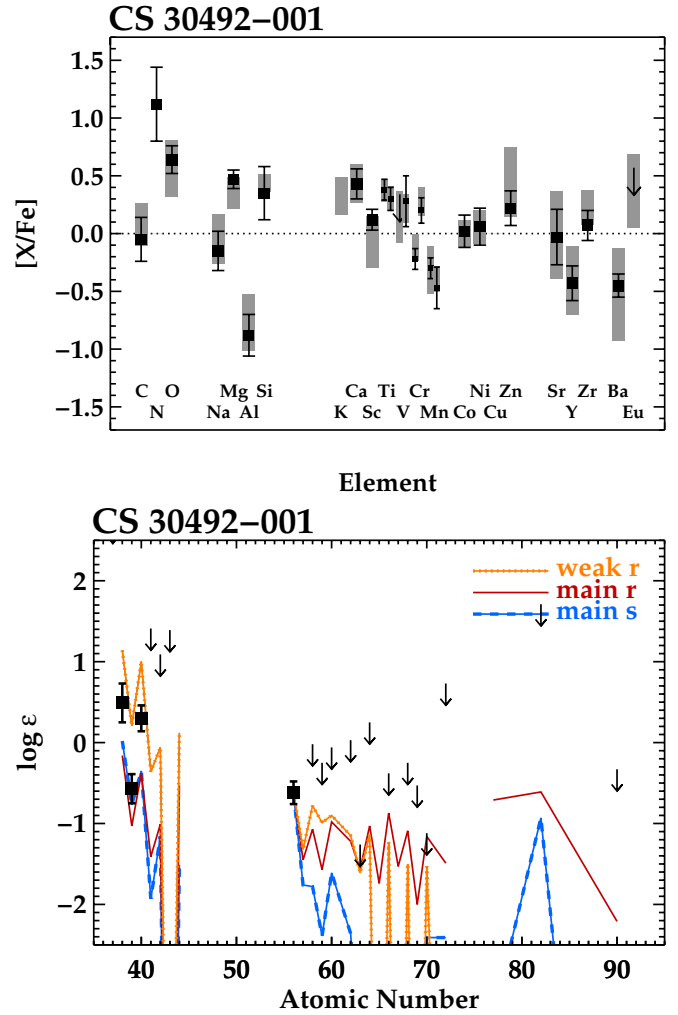 CS 30492−001
1.5
1.0
0.5
0.0
−0.5
−1.0
−1.5
[X/Fe]
C O Mg Si Ca Ti Cr Ni Zn Sr Zr Ba
N Na Al K Sc V Mn Co Cu Y Eu
Element
CS 30492−001
weak r
main r
main s
2
1
0
−1
−2
log ε
40 50 60 70 80 90
Atomic Number